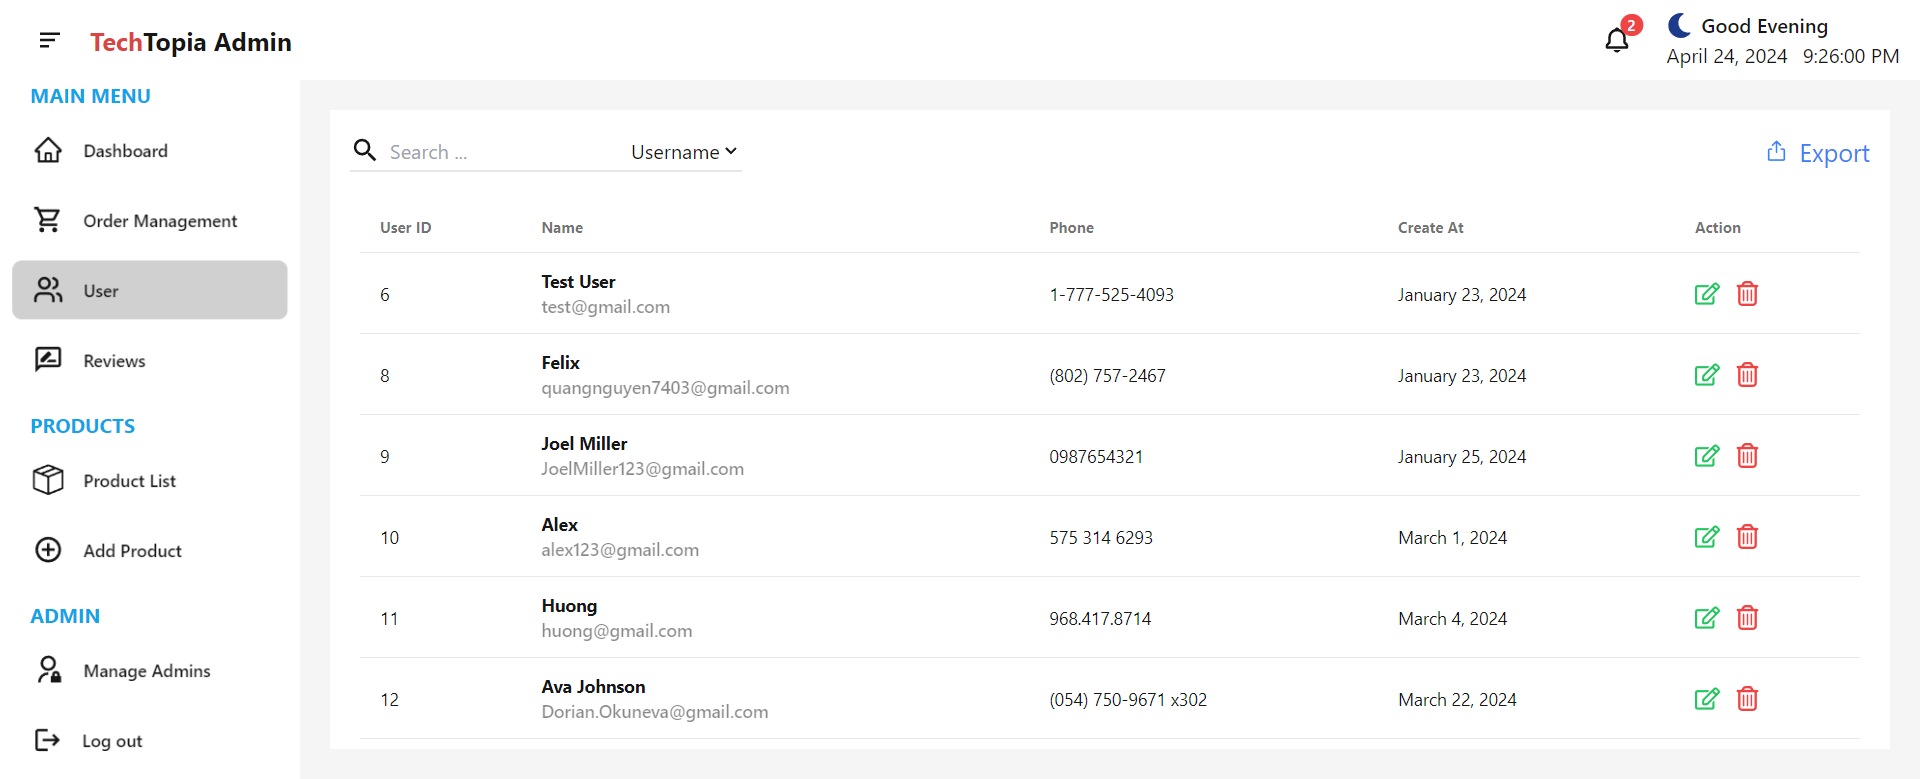 TechTopia Admin
2
Good Evening
April 24, 2024 9:26:00 PM
MAIN MENU
Dashboard
Order Management
User
Reviews
PRODUCTS
Product List
Add Product
ADMIN
Manage Admins
Log out
Search ... Username Export
User ID Name Phone Create At Action
6 Test User 1-777-525-4093 January 23, 2024
test@gmail.com
8 Felix (802) 757-2467 January 23, 2024
quangnguyen7403@gmail.com
9 Joel Miller 0987654321 January 25, 2024
JoelMiller123@gmail.com
10 Alex 575 314 6293 March 1, 2024
alex123@gmail.com
11 Huong 968.417.8714 March 4, 2024
huong@gmail.com
12 Ava Johnson (054) 750-9671 x302 March 22, 2024
Dorian.Okuneva@gmail.com